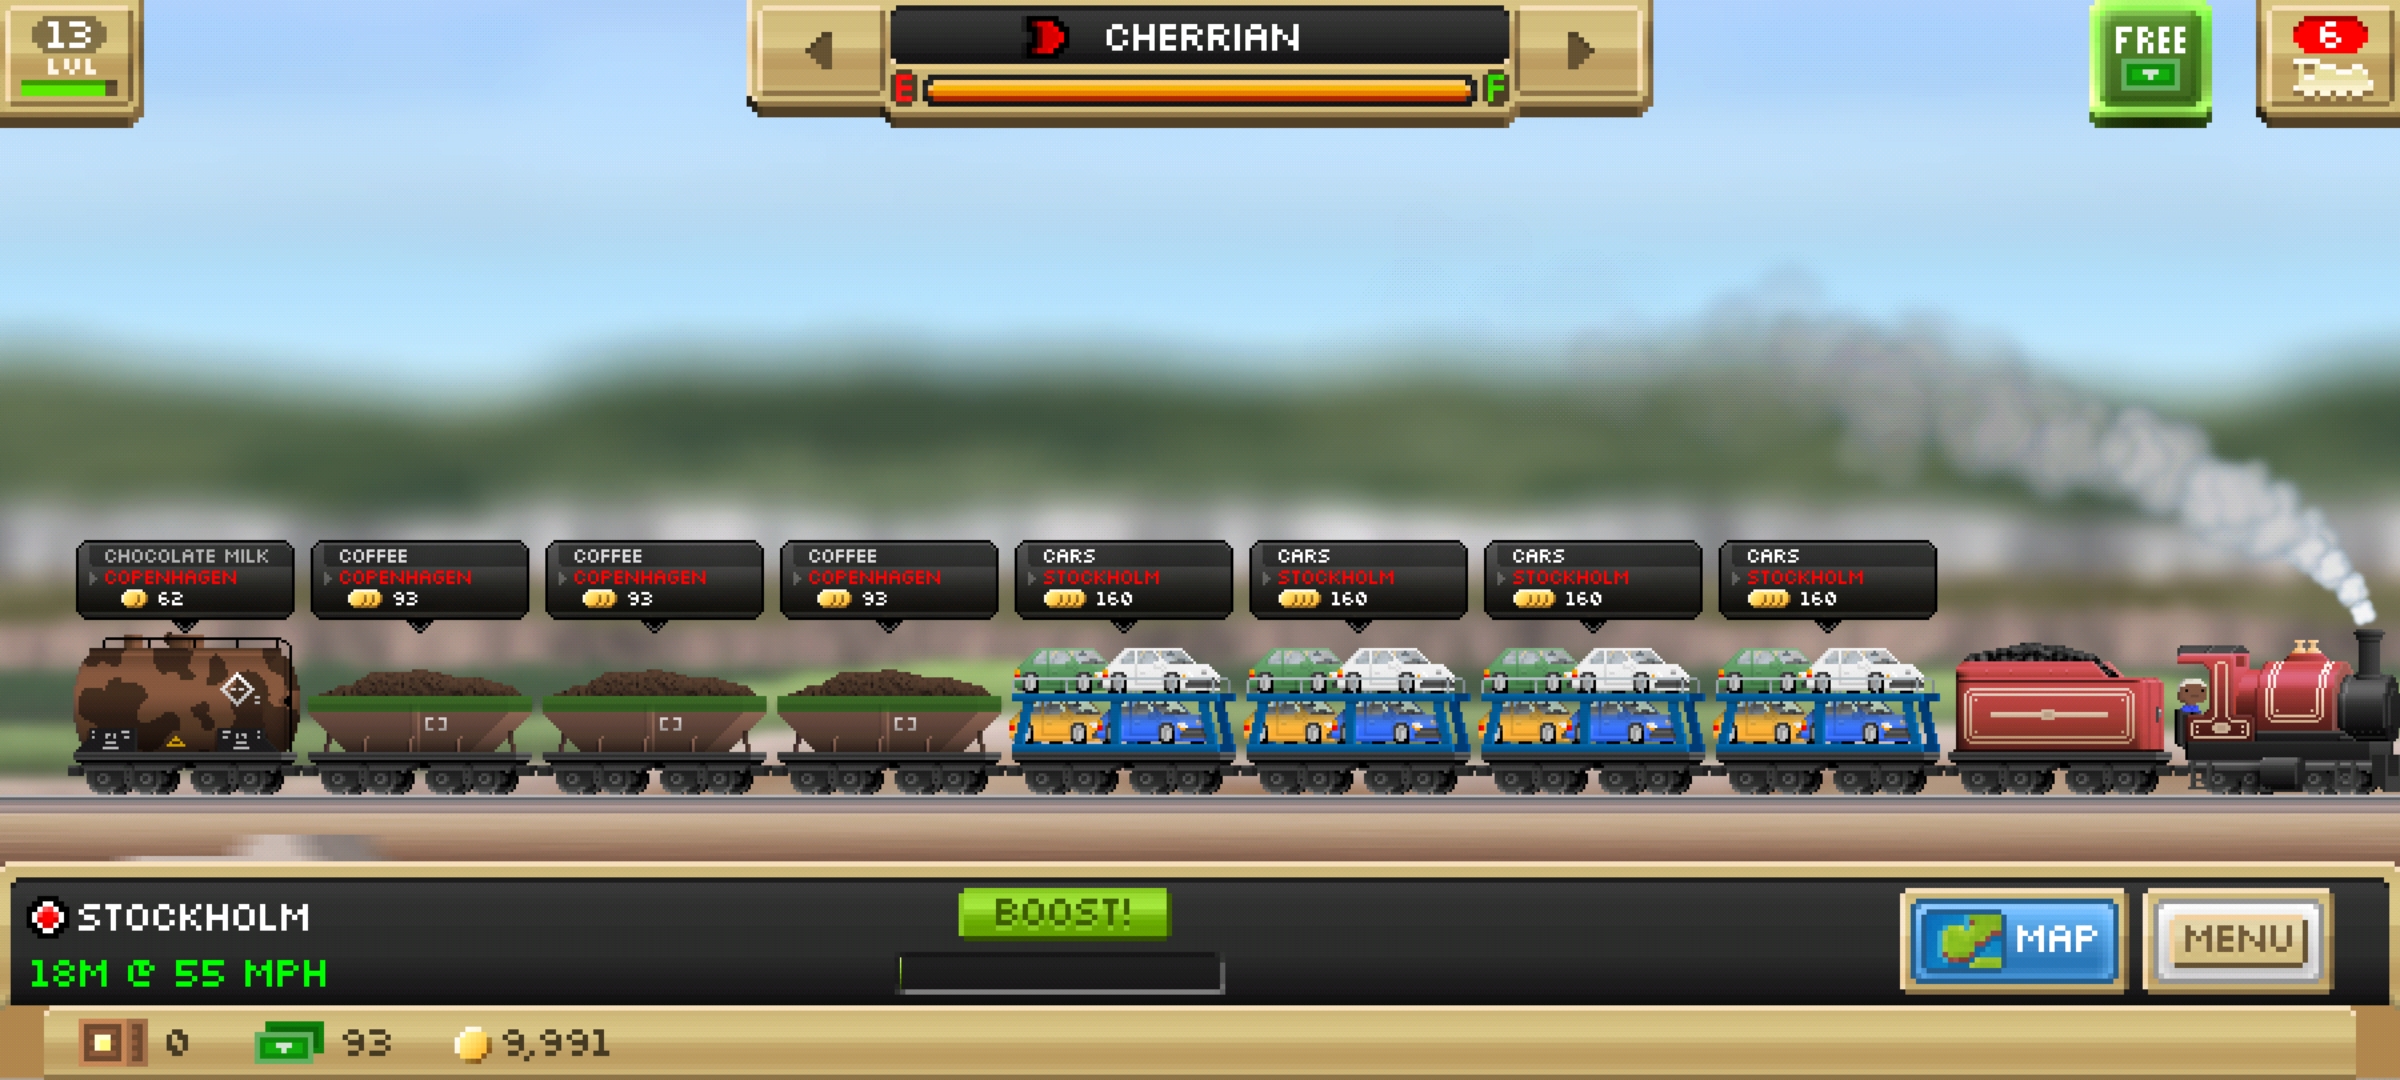 13
LVL
CHERRIAN
E F
FREE
6
CHOCOLATE MILK
COPENHAGEN
62
COFFEE
COPENHAGEN
93
COFFEE
COPENHAGEN
93
COFFEE
COPENHAGEN
93
CARS
STOCKHOLM
160
CARS
STOCKHOLM
160
CARS
STOCKHOLM
160
CARS
STOCKHOLM
160
STOCKHOLM
18M @ 55 MPH
BOOST!
MAP
MENU
0 93 9,991